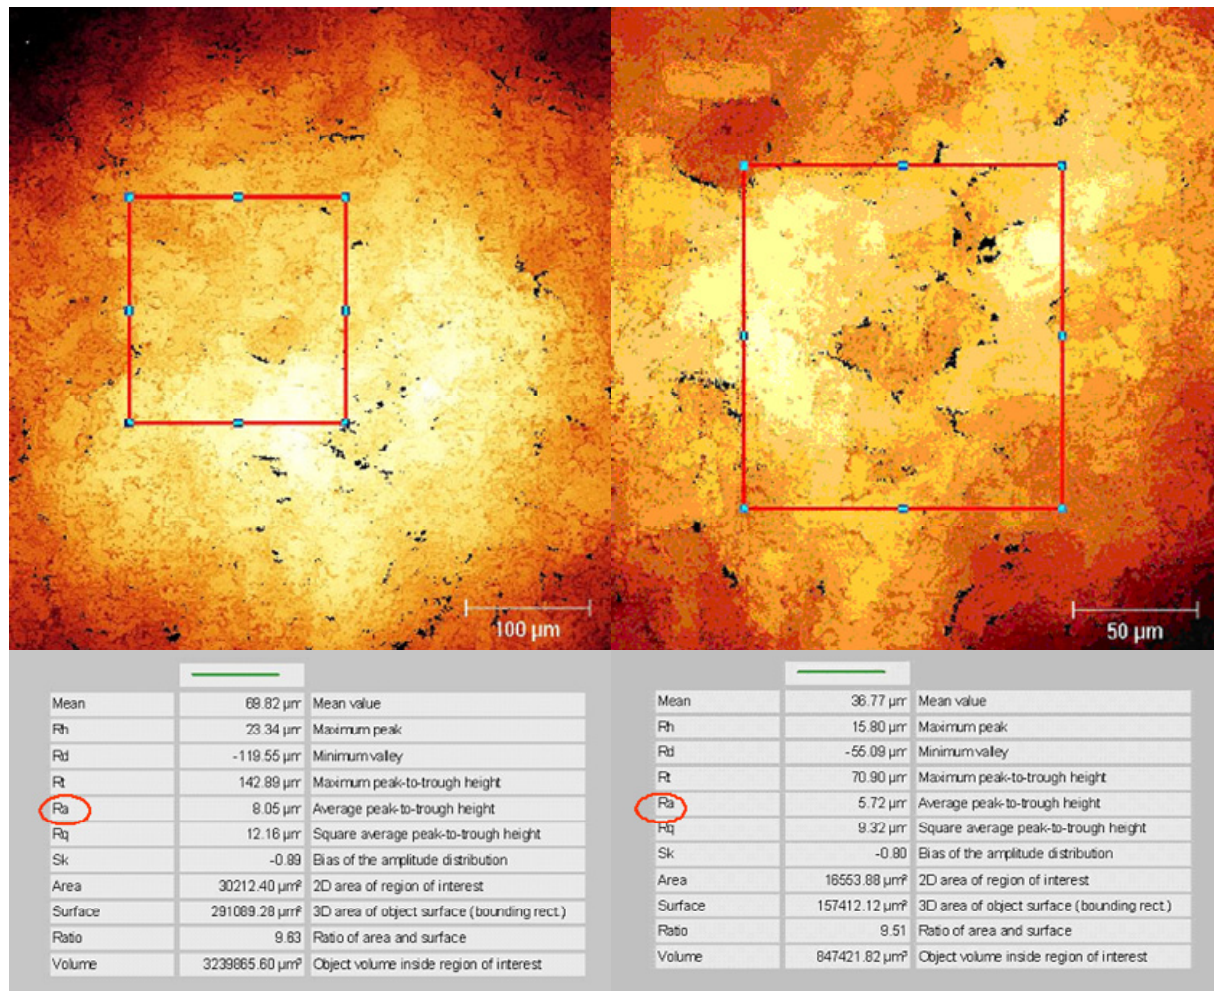 100 µm
50 µm
Mean 69.82 µm Mean value
Rh 23.34 µm Maximum peak
Rd -119.55 µm Minimum valley
Rt 142.89 µm Maximum peak-to-trough height
Ra 8.05 µm Average peak-to-trough height
Rq 12.16 µm Square average peak-to-trough height
Sk -0.89 Bias of the amplitude distribution
Area 30212.40 µm² 2D area of region of interest
Surface 291089.28 µm² 3D area of object surface (bounding rect.)
Ratio 9.63 Ratio of area and surface
Volume 3239865.60 µm³ Object volume inside region of interest
Mean 36.77 µm Mean value
Rh 15.80 µm Maximum peak
Rd -55.09 µm Minimum valley
Rt 70.90 µm Maximum peak-to-trough height
Ra 5.72 µm Average peak-to-trough height
Rq 9.32 µm Square average peak-to-trough height
Sk -0.80 Bias of the amplitude distribution
Area 16553.88 µm² 2D area of region of interest
Surface 157412.12 µm² 3D area of object surface (bounding rect.)
Ratio 9.51 Ratio of area and surface
Volume 847421.82 µm³ Object volume inside region of interest